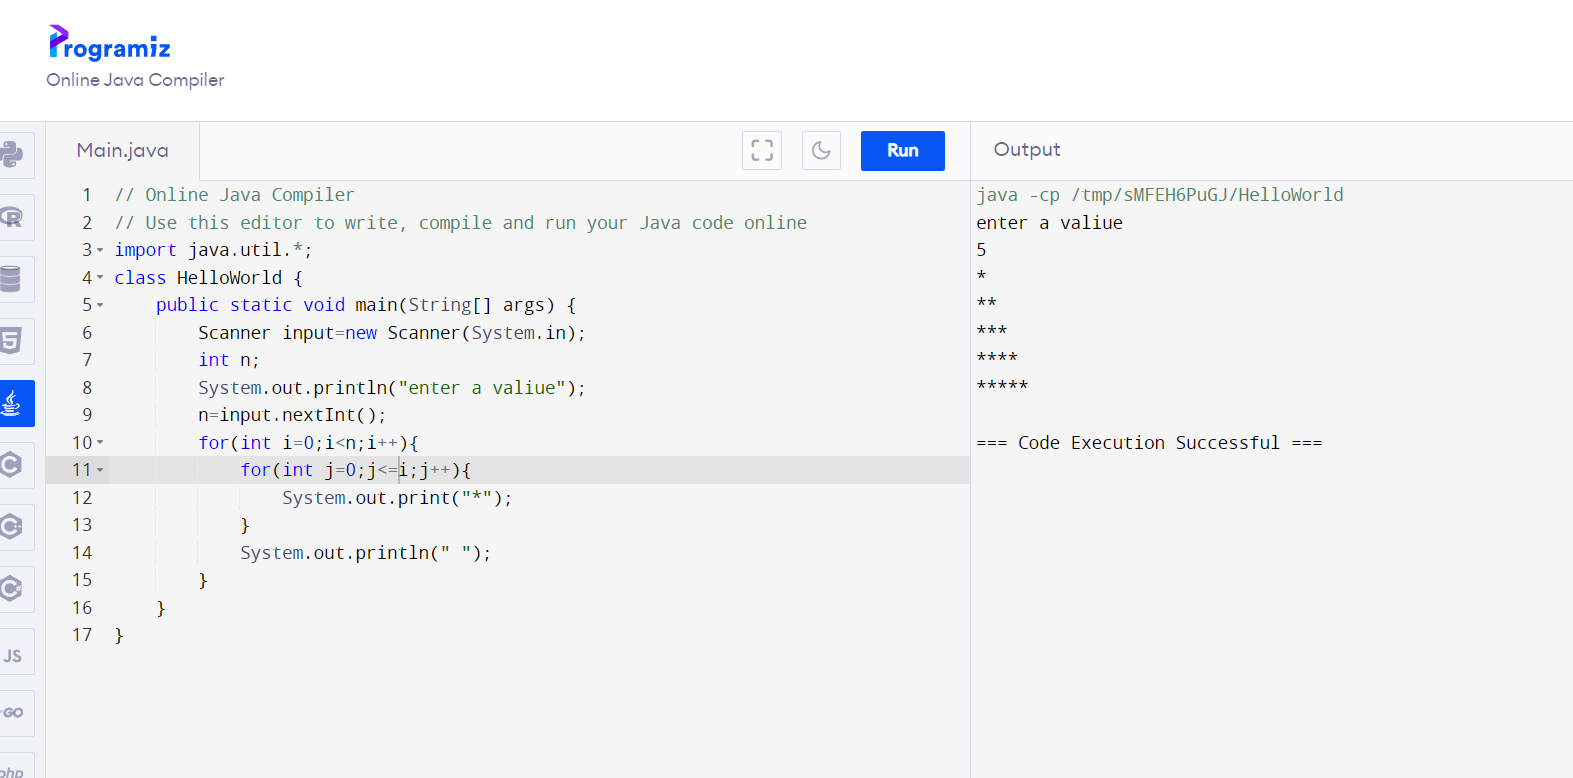 Programiz
Online Java Compiler
Main.java
Run
Output
1 // Online Java Compiler
2 // Use this editor to write, compile and run your Java code online
3 import java.util.*;
4 class HelloWorld {
5 public static void main(String[] args) {
6 Scanner input=new Scanner(System.in);
7 int n;
8 System.out.println("enter a valiue");
9 n=input.nextInt();
10 for(int i=0;i<n;i++){
11 for(int j=0;j<=i;j++){
12 System.out.print("*");
13 }
14 System.out.println(" ");
15 }
16 }
17 }
java -cp /tmp/sMFEH6PuGJ/HelloWorld
enter a valiue
5
*
**
***
****
*****
=== Code Execution Successful ===
R
5
C
C
C
JS
GO
php